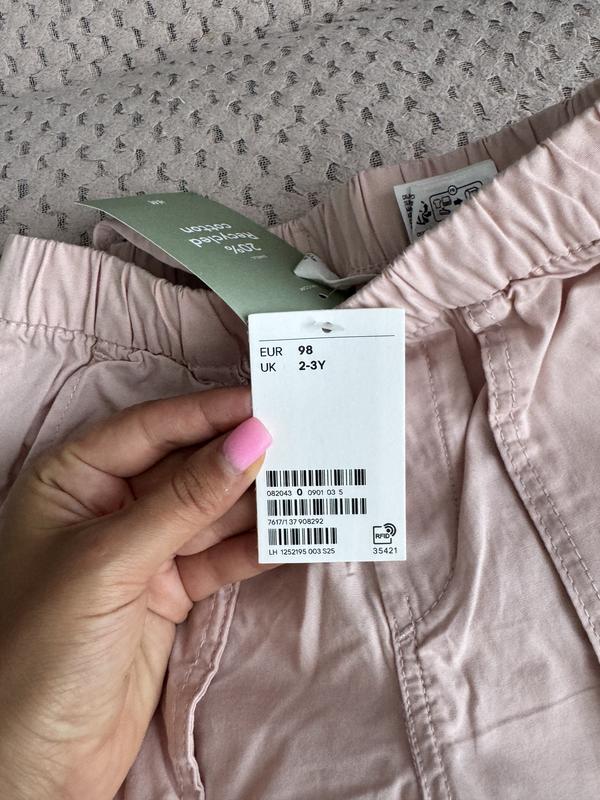 H&M
SHELL
20%
Recycled
cotton
EUR 98
UK 2-3Y
082043 0 0901 03 5
7617/1 37 908292
LH 1252195 003 S25
RFID
35421